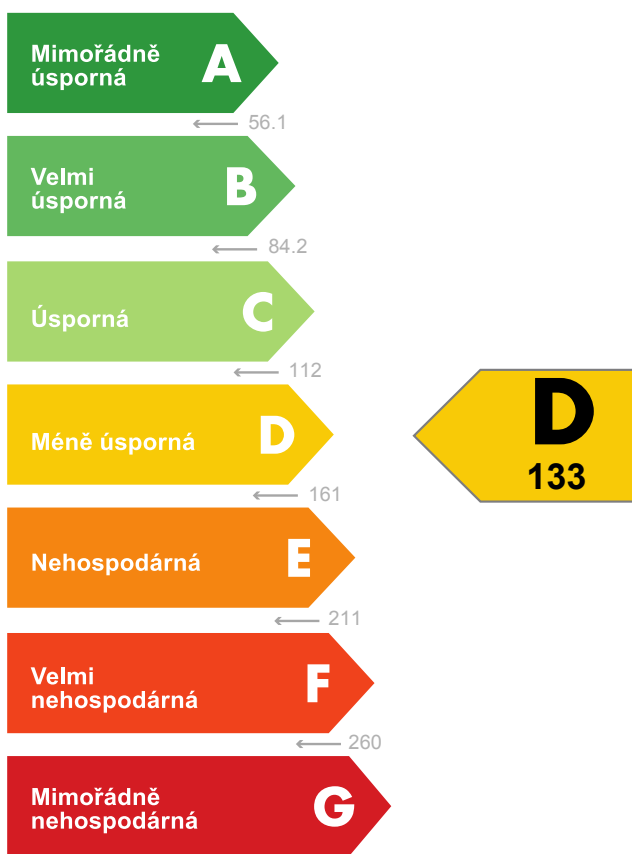 Mimořádně
úsporná
A
← 56.1
Velmi
úsporná
B
← 84.2
Úsporná
C
← 112
Méně úsporná
D
← 161
D
133
Nehospodárná
E
← 211
Velmi
nehospodárná
F
← 260
Mimořádně
nehospodárná
G